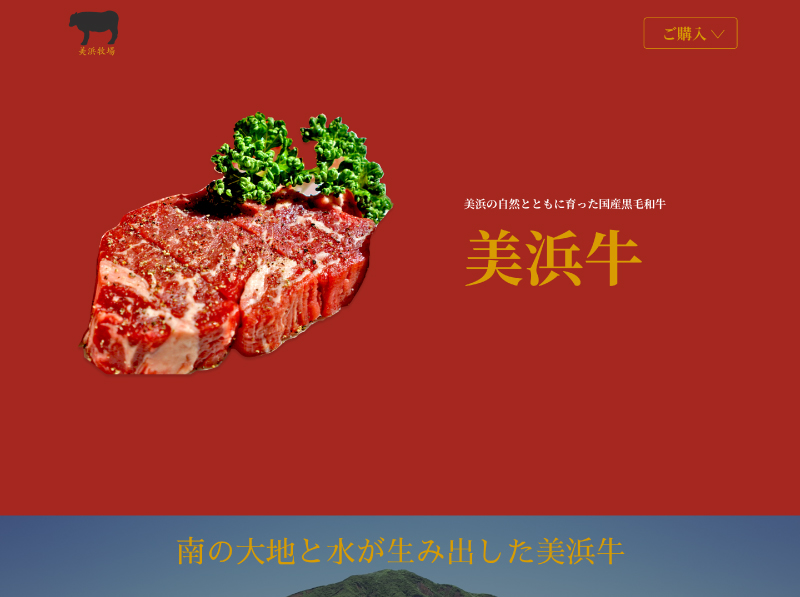 美浜牧場
ご購入
美浜の自然とともに育った国産黒毛和牛
美浜牛
南の大地と水が生み出した美浜牛